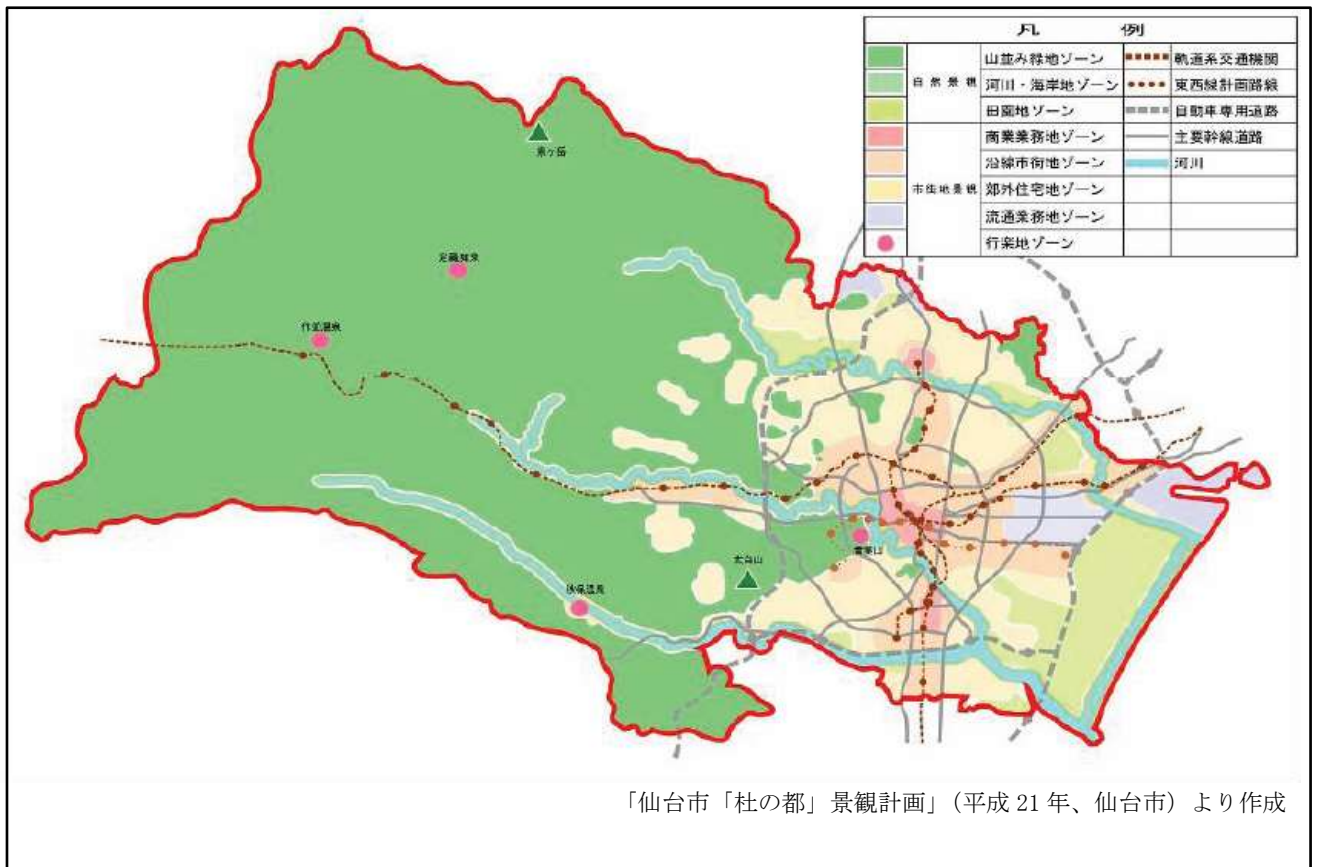 凡 例
自然景観
山並み緑地ゾーン
軌道系交通機関
河川・海岸地ゾーン
東西線計画路線
田園地ゾーン
自動車専用道路
市街地景観
商業業務地ゾーン
主要幹線道路
沿線市街地ゾーン
河川
郊外住宅地ゾーン
流通業務地ゾーン
行楽地ゾーン
泉ヶ岳
定義如来
作並温泉
青葉山
太白山
秋保温泉
「仙台市「杜の都」景観計画」（平成 21 年、仙台市）より作成